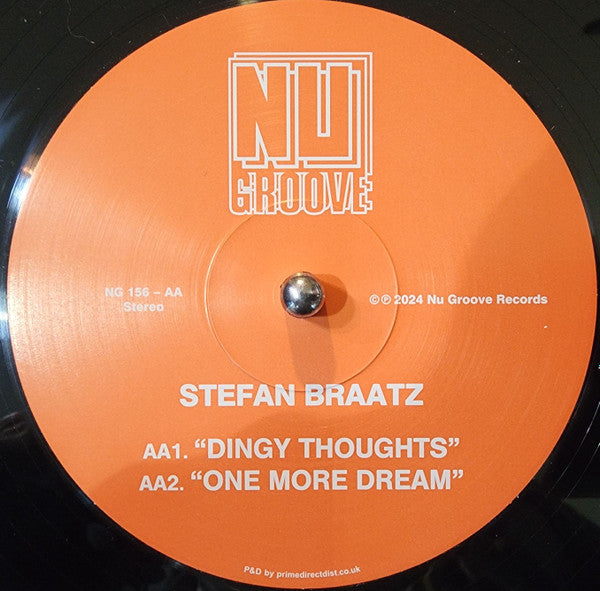 NU
GROOVE
NG 156 – AA
Stereo
©℗ 2024 Nu Groove Records
STEFAN BRAATZ
AA1. “DINGY THOUGHTS”
AA2. “ONE MORE DREAM”
P&D by primedirectdist.co.uk